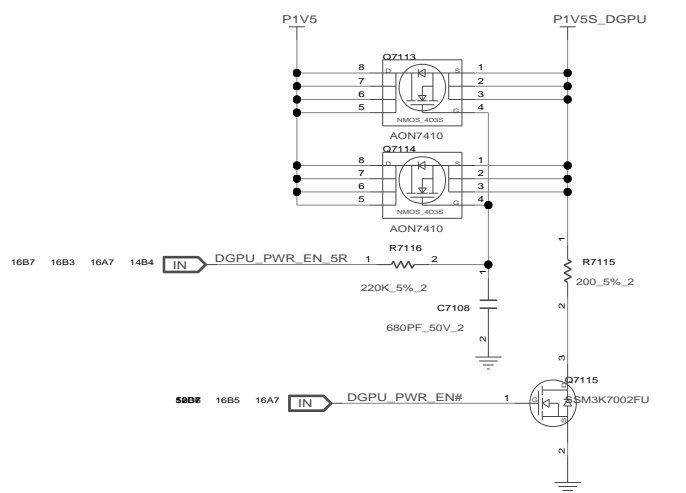 P1V5
P1V5S_DGPU
Q7113
8 D S 1
7 2
6 3
5 G 4
NMOS_4D3S
AON7410
Q7114
8 D S 1
7 2
6 3
5 G 4
NMOS_4D3S
AON7410
16B7 16B3 16A7 14B4 IN DGPU_PWR_EN_5R 1 R7116 2
220K_5%_2
1
R7115
200_5%_2
2
1
C7108
680PF_50V_2
2
3
Q7115
D
SSM3K7002FU
16B5 16A7 IN DGPU_PWR_EN# 1 G
S
2